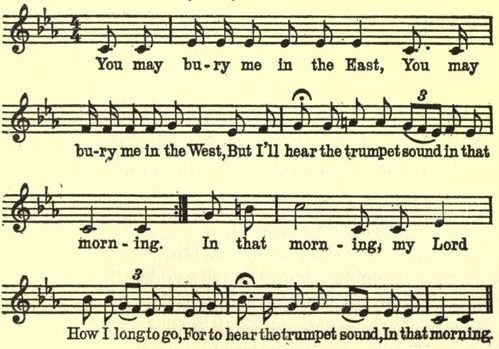 You may bu-ry me in the East, You may
3
bu-ry me in the West, But I'll hear the trumpet sound in that
morn - ing. In that morn - ing, my Lord
3
How I long to go, For to hear the trumpet sound, In that morning.